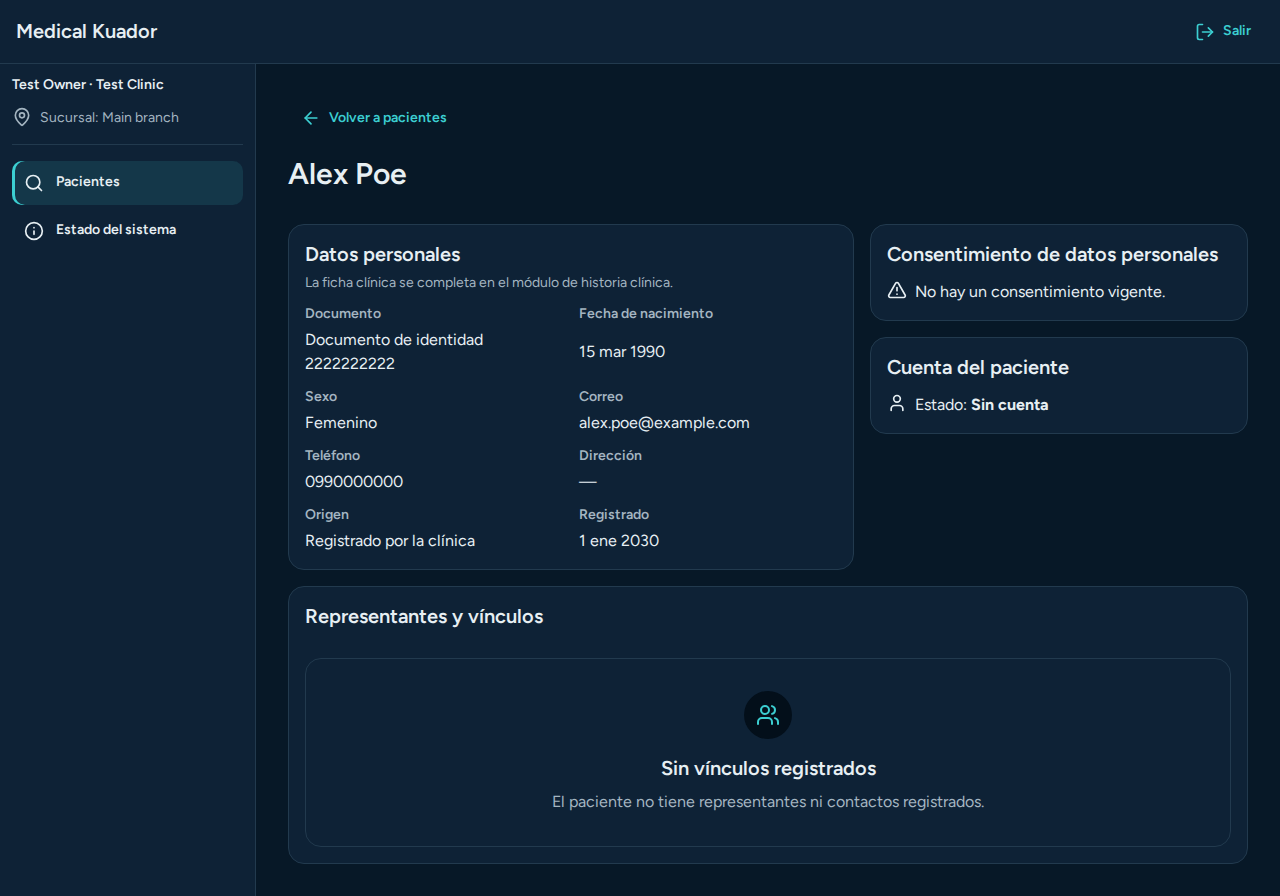 Medical Kuador
Salir
Test Owner · Test Clinic
Sucursal: Main branch
Pacientes
Estado del sistema
Volver a pacientes
Alex Poe
Datos personales
La ficha clínica se completa en el módulo de historia clínica.
Documento
Documento de identidad
2222222222
Fecha de nacimiento
15 mar 1990
Sexo
Femenino
Correo
alex.poe@example.com
Teléfono
0990000000
Dirección
—
Origen
Registrado por la clínica
Registrado
1 ene 2030
Consentimiento de datos personales
No hay un consentimiento vigente.
Cuenta del paciente
Estado: Sin cuenta
Representantes y vínculos
Sin vínculos registrados
El paciente no tiene representantes ni contactos registrados.